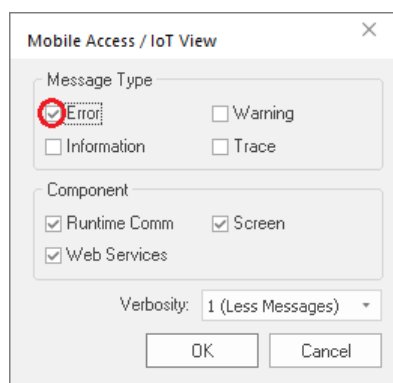 Mobile Access / IoT View
Message Type
Error
Warning
Information
Trace
Component
Runtime Comm
Screen
Web Services
Verbosity: 1 (Less Messages)
OK
Cancel